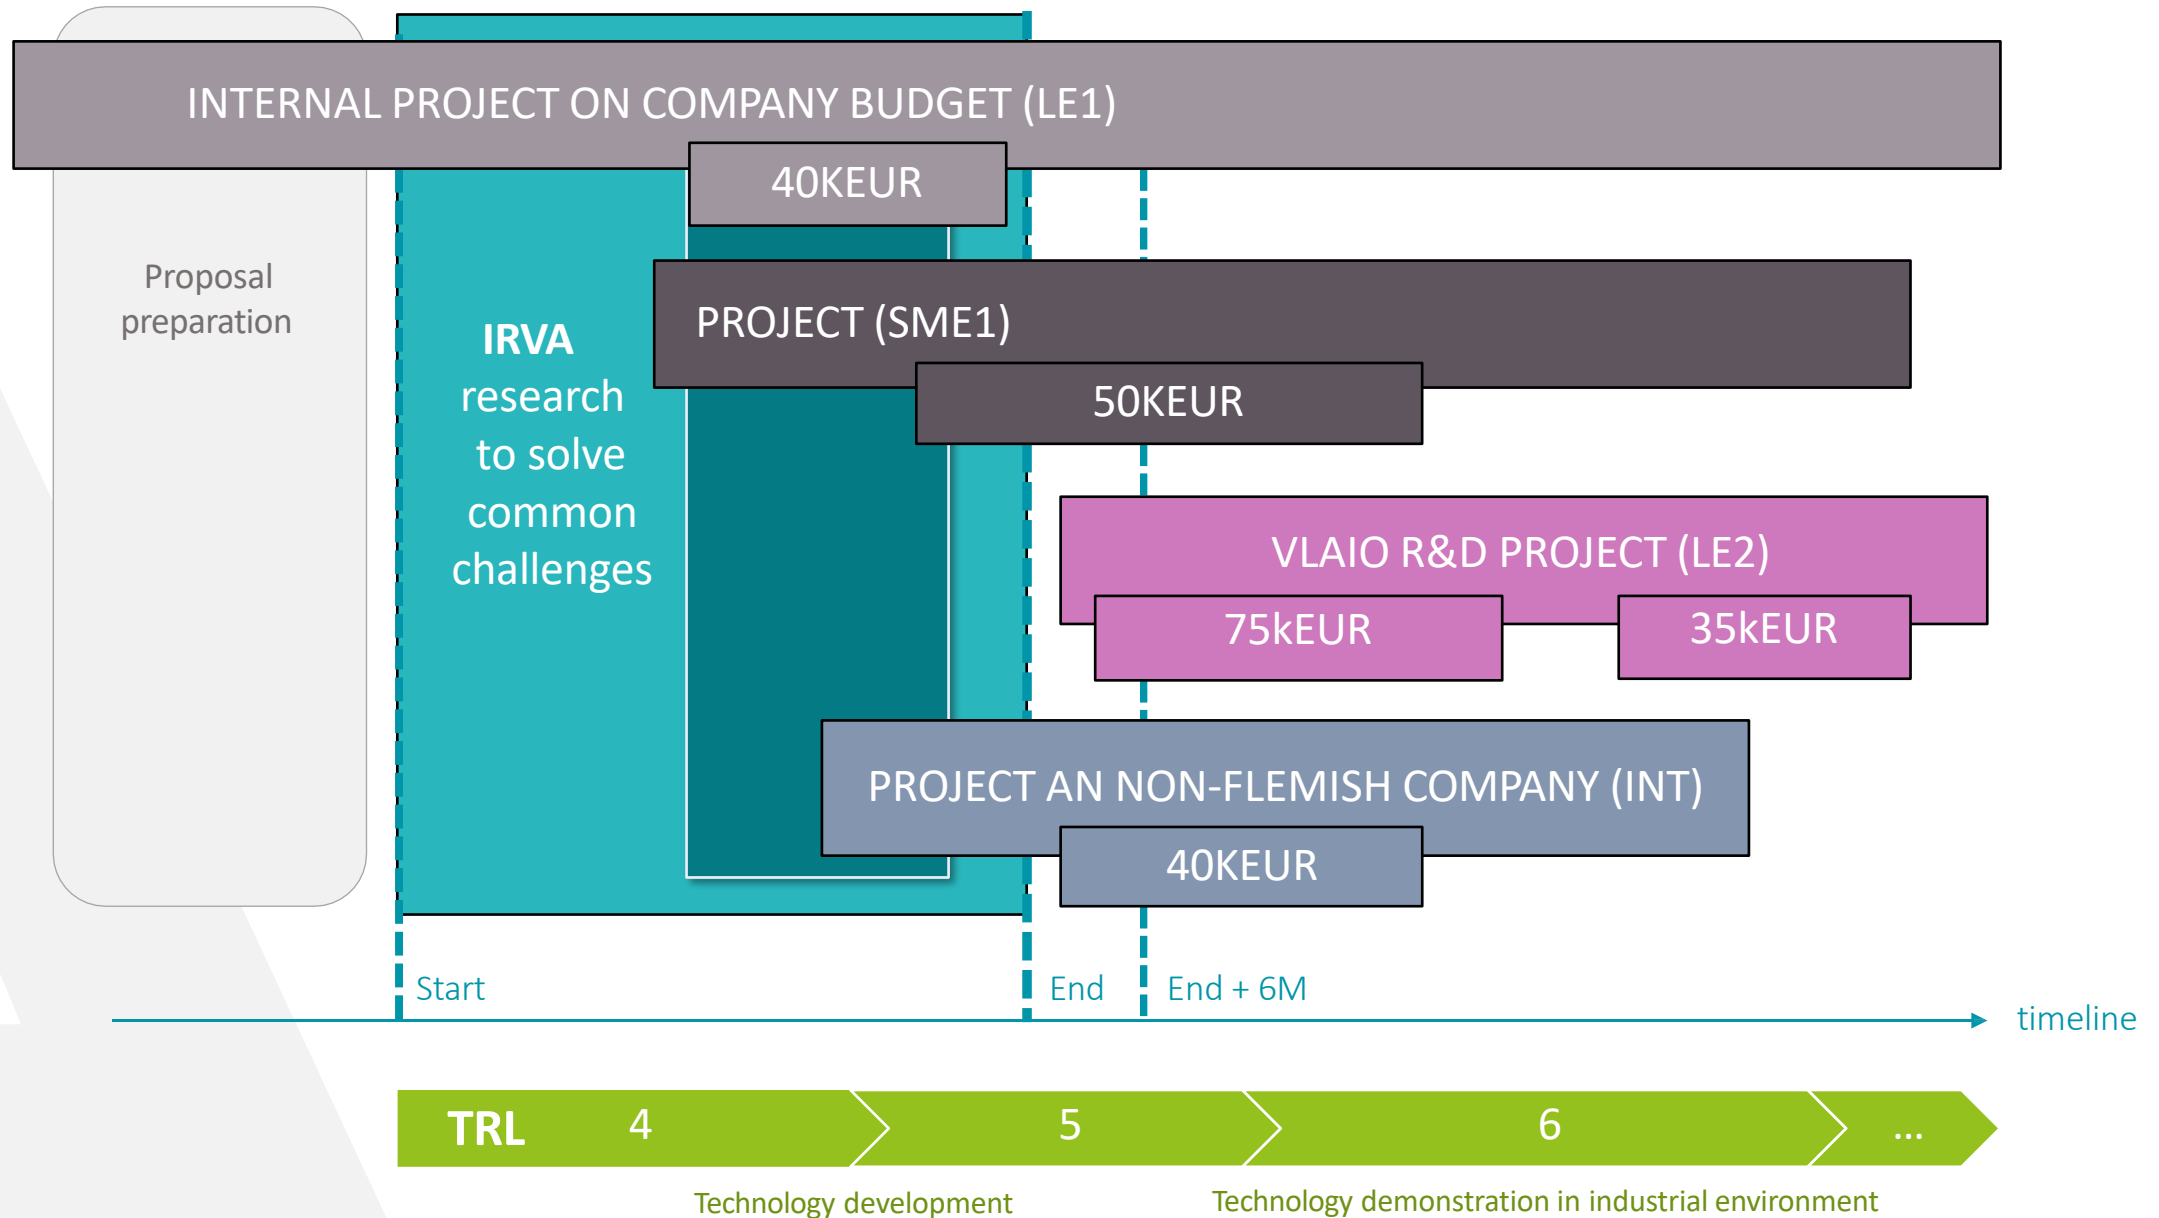 INTERNAL PROJECT ON COMPANY BUDGET (LE1)
40KEUR
Proposal
preparation
IRVA
research
to solve
common
challenges
PROJECT (SME1)
50KEUR
VLAIO R&D PROJECT (LE2)
75kEUR
35kEUR
PROJECT AN NON-FLEMISH COMPANY (INT)
40KEUR
Start
End
End + 6M
timeline
TRL 4 5 6 ...
Technology development
Technology demonstration in industrial environment